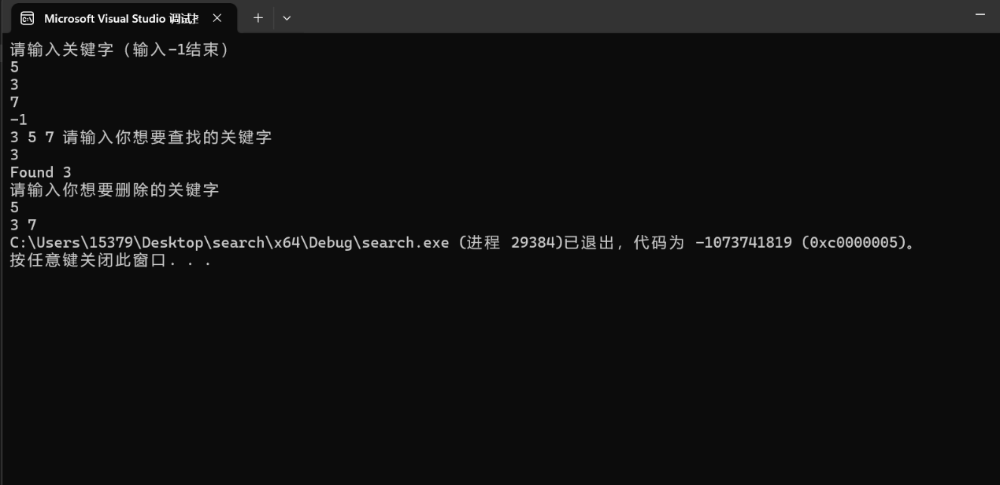 Microsoft Visual Studio 调试
请输入关键字（输入-1结束）
5
3
7
-1
3 5 7 请输入你想要查找的关键字
3
Found 3
请输入你想要删除的关键字
5
3 7
C:\Users\15379\Desktop\search\x64\Debug\search.exe (进程 29384)已退出，代码为 -1073741819 (0xc0000005)。
按任意键关闭此窗口. . .